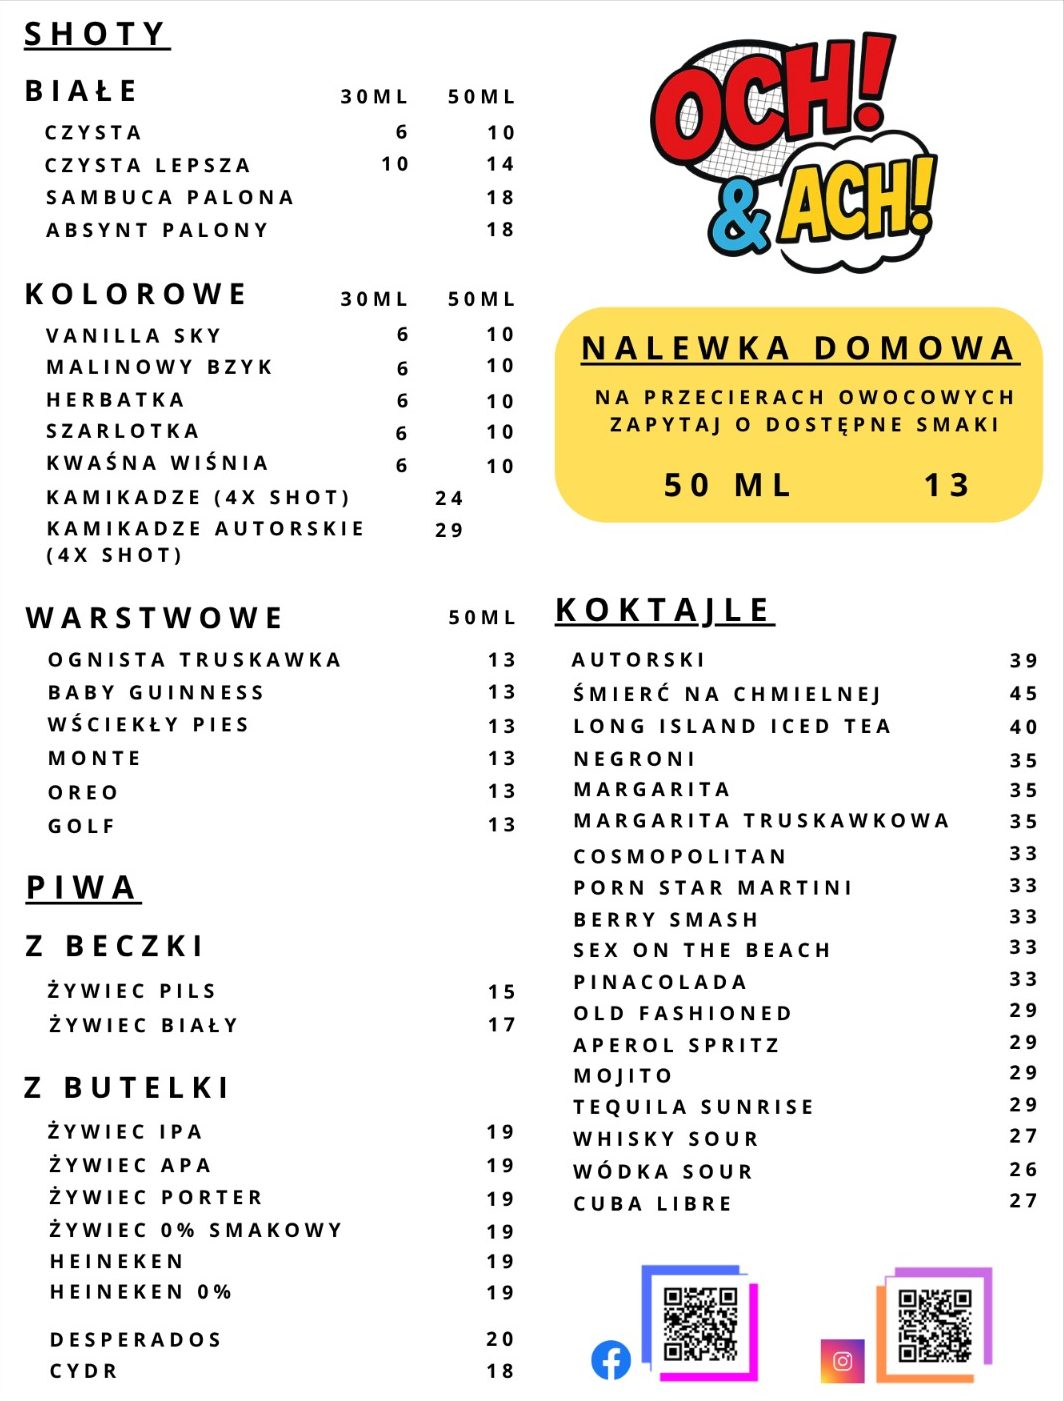 SHOTY
BIAŁE 30ML 50ML
CZYSTA 6 10
CZYSTA LEPSZA 10 14
SAMBUCA PALONA 18
ABSYNT PALONY 18
KOLOROWE 30ML 50ML
VANILLA SKY 6 10
MALINOWY BZYK 6 10
HERBATKA 6 10
SZARLOTKA 6 10
KWAŚNA WIŚNIA 6 10
KAMIKADZE (4X SHOT) 24
KAMIKADZE AUTORSKIE 29
(4X SHOT)
WARSTWOWE 50ML
OGNISTA TRUSKAWKA 13
BABY GUINNESS 13
WŚCIEKŁY PIES 13
MONTE 13
OREO 13
GOLF 13
PIWA
Z BECZKI
ŻYWIEC PILS 15
ŻYWIEC BIAŁY 17
Z BUTELKI
ŻYWIEC IPA 19
ŻYWIEC APA 19
ŻYWIEC PORTER 19
ŻYWIEC 0% SMAKOWY 19
HEINEKEN 19
HEINEKEN 0% 19
DESPERADOS 20
CYDR 18
OCH!
& ACH!
NALEWKA DOMOWA
NA PRZECIERACH OWOCOWYCH
ZAPYTAJ O DOSTĘPNE SMAKI
50 ML 13
KOKTAJLE
AUTORSKI 39
ŚMIERĆ NA CHMIELNEJ 45
LONG ISLAND ICED TEA 40
NEGRONI 35
MARGARITA 35
MARGARITA TRUSKAWKOWA 35
COSMOPOLITAN 33
PORN STAR MARTINI 33
BERRY SMASH 33
SEX ON THE BEACH 33
PINACOLADA 33
OLD FASHIONED 29
APEROL SPRITZ 29
MOJITO 29
TEQUILA SUNRISE 29
WHISKY SOUR 27
WÓDKA SOUR 26
CUBA LIBRE 27